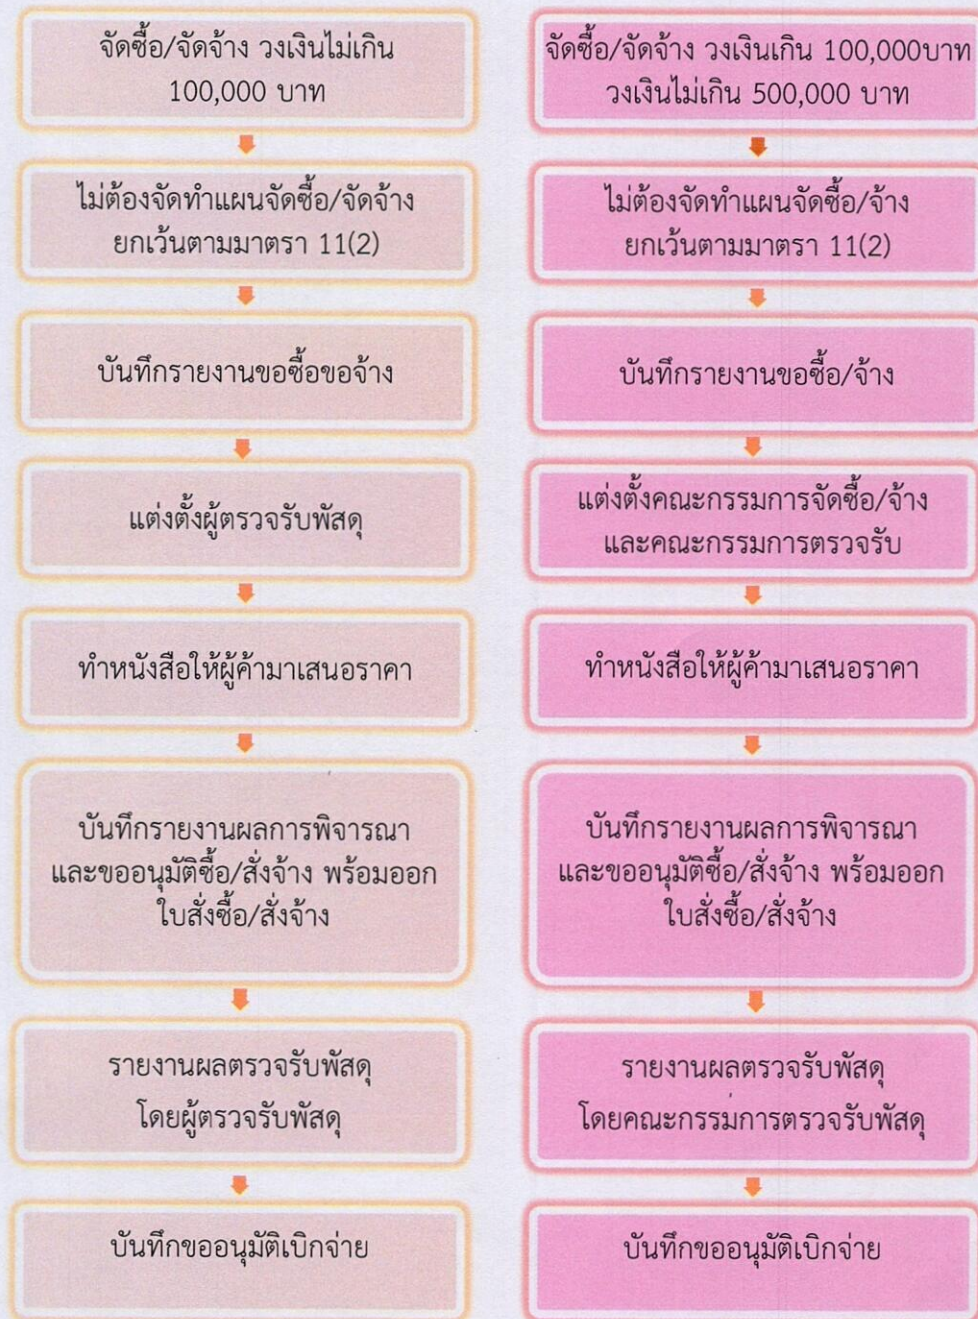 จัดซื้อ/จัดจ้าง วงเงินไม่เกิน
100,000 บาท
ไม่ต้องจัดทำแผนจัดซื้อ/จัดจ้าง
ยกเว้นตามมาตรา 11(2)
บันทึกรายงานขอซื้อขอจ้าง
แต่งตั้งผู้ตรวจรับพัสดุ
ทำหนังสือให้ผู้ค้ามาเสนอราคา
บันทึกรายงานผลการพิจารณา
และขออนุมัติซื้อ/สั่งจ้าง พร้อมออก
ใบสั่งซื้อ/สั่งจ้าง
รายงานผลตรวจรับพัสดุ
โดยผู้ตรวจรับพัสดุ
บันทึกขออนุมัติเบิกจ่าย
จัดซื้อ/จัดจ้าง วงเงินเกิน 100,000บาท
วงเงินไม่เกิน 500,000 บาท
ไม่ต้องจัดทำแผนจัดซื้อ/จ้าง
ยกเว้นตามมาตรา 11(2)
บันทึกรายงานขอซื้อ/จ้าง
แต่งตั้งคณะกรรมการจัดซื้อ/จ้าง
และคณะกรรมการตรวจรับ
ทำหนังสือให้ผู้ค้ามาเสนอราคา
บันทึกรายงานผลการพิจารณา
และขออนุมัติซื้อ/สั่งจ้าง พร้อมออก
ใบสั่งซื้อ/สั่งจ้าง
รายงานผลตรวจรับพัสดุ
โดยคณะกรรมการตรวจรับพัสดุ
บันทึกขออนุมัติเบิกจ่าย